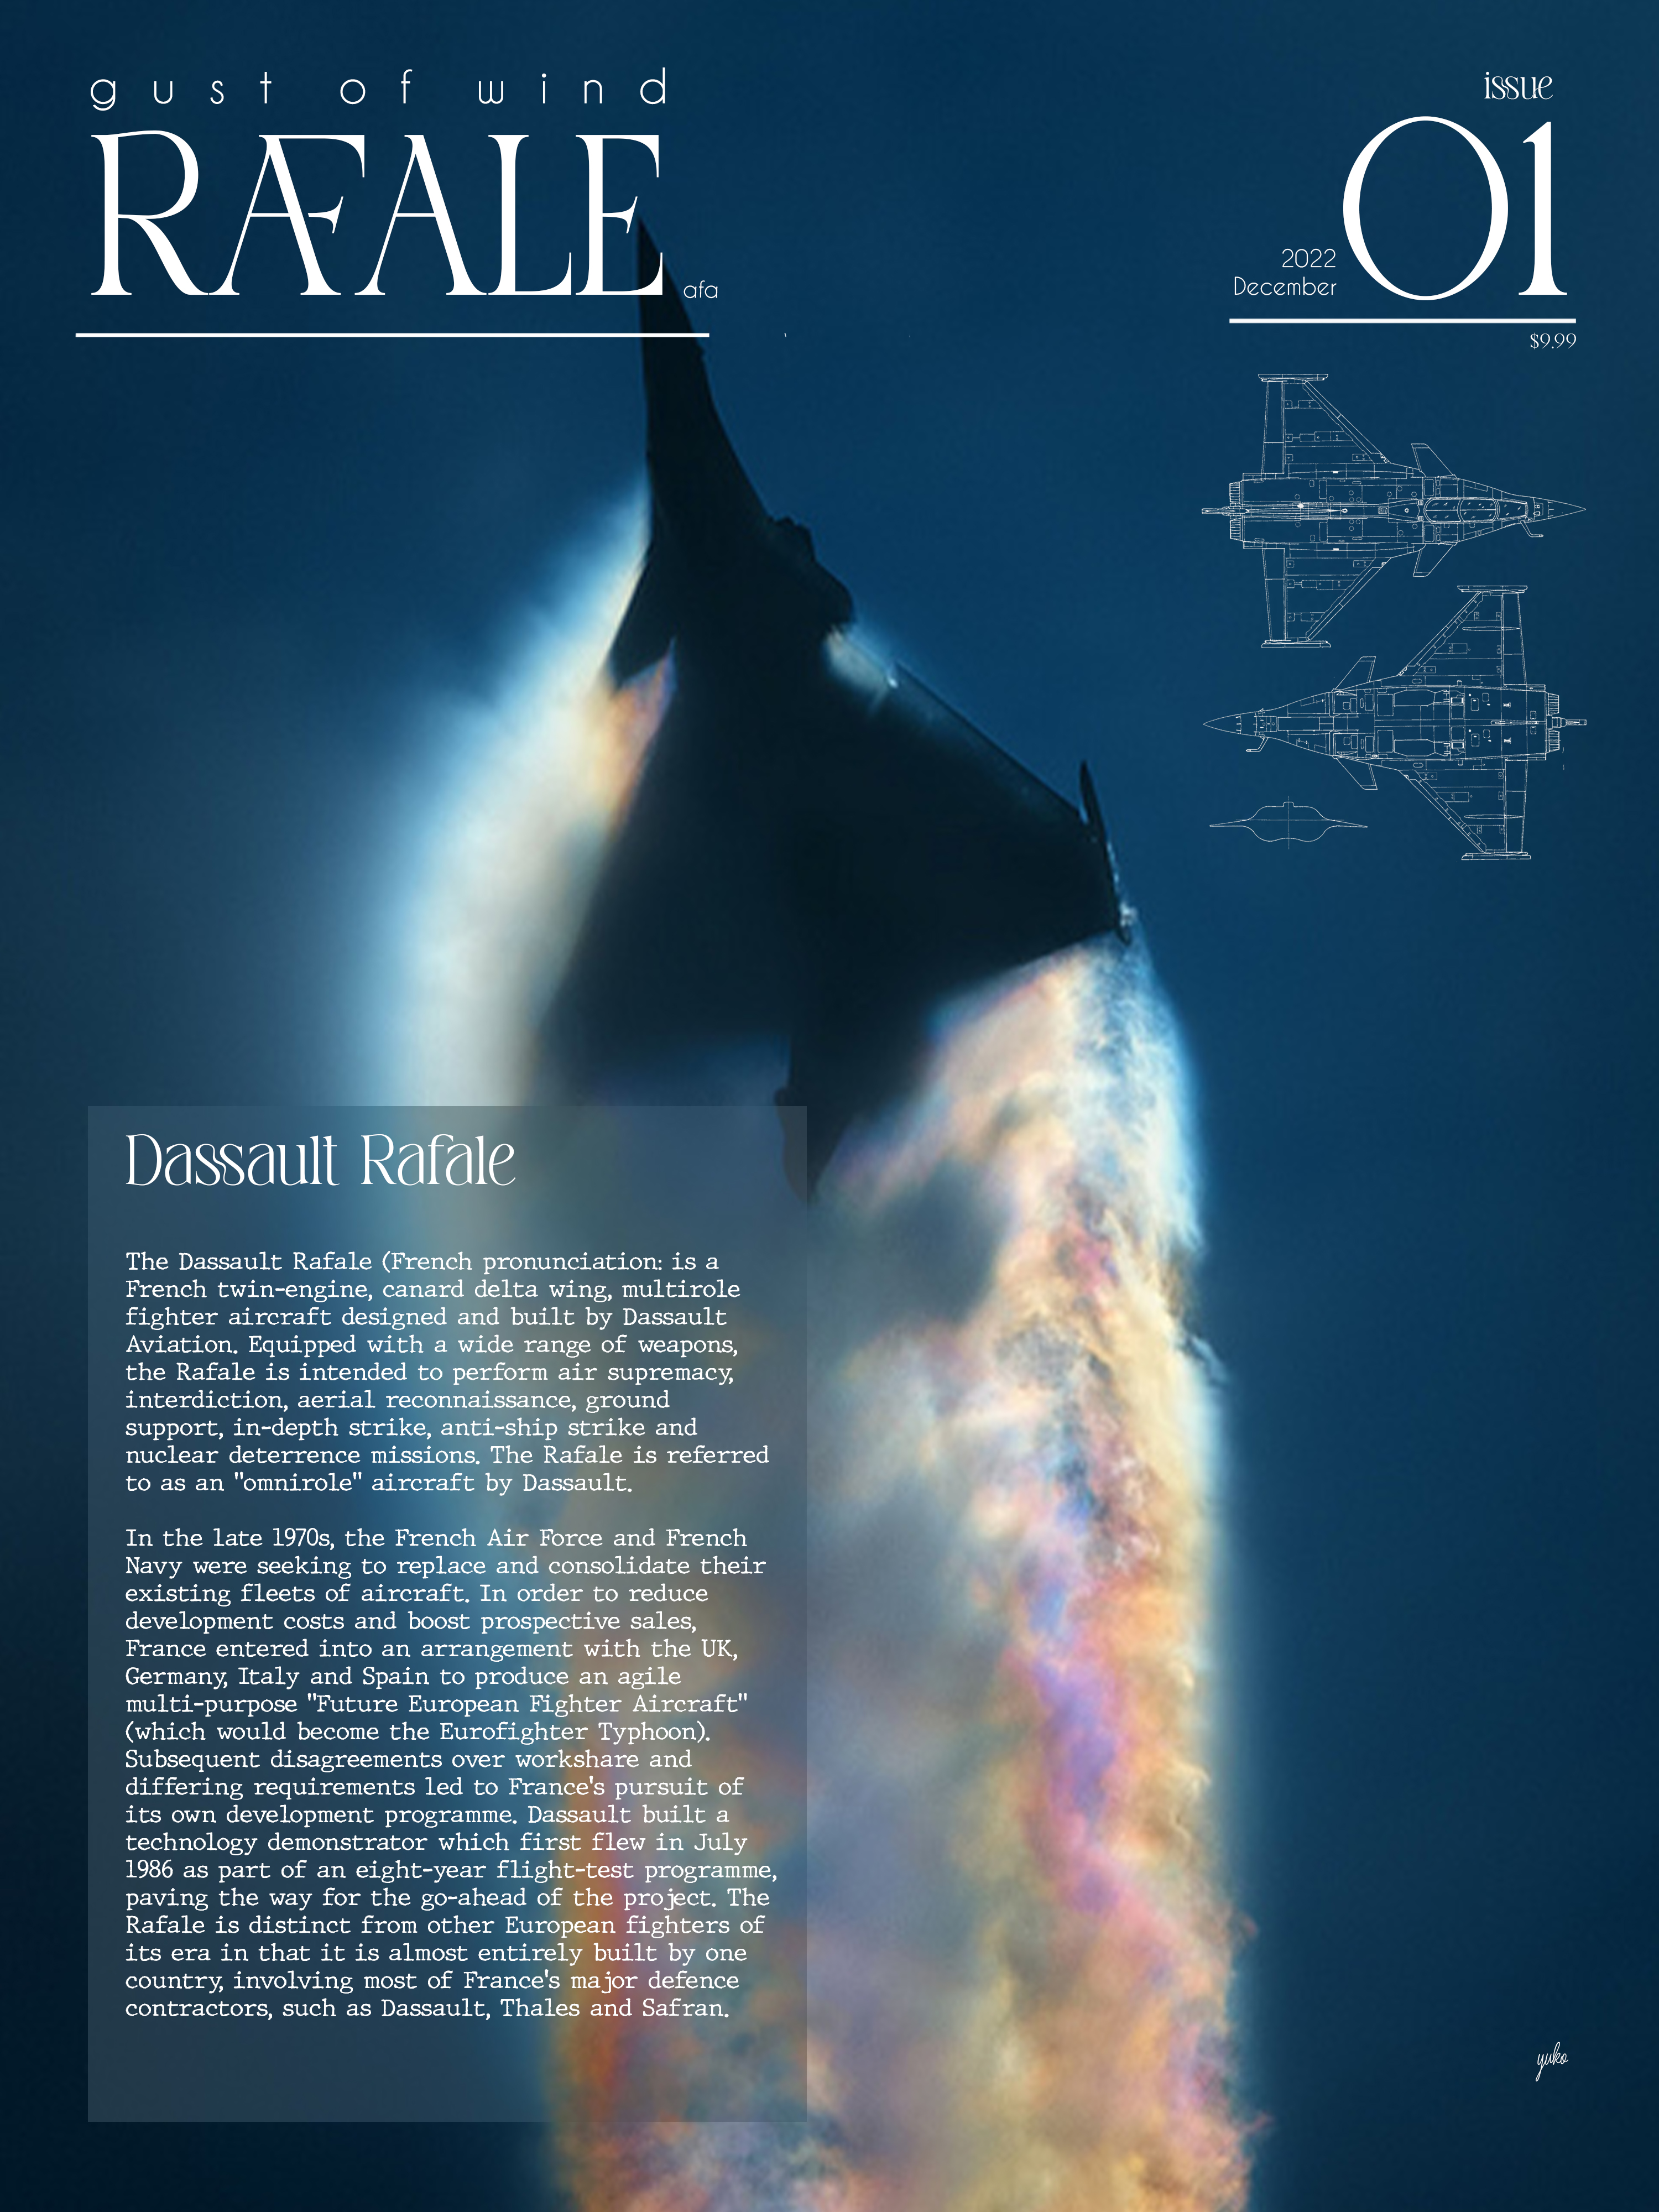 gust of wind
RAFALE
afa
issue
01
2022
December
$9.99
Dassault Rafale
The Dassault Rafale (French pronunciation: is a
French twin-engine, canard delta wing, multirole
fighter aircraft designed and built by Dassault
Aviation. Equipped with a wide range of weapons,
the Rafale is intended to perform air supremacy,
interdiction, aerial reconnaissance, ground
support, in-depth strike, anti-ship strike and
nuclear deterrence missions. The Rafale is referred
to as an "omnirole" aircraft by Dassault.
In the late 1970s, the French Air Force and French
Navy were seeking to replace and consolidate their
existing fleets of aircraft. In order to reduce
development costs and boost prospective sales,
France entered into an arrangement with the UK,
Germany, Italy and Spain to produce an agile
multi-purpose "Future European Fighter Aircraft"
(which would become the Eurofighter Typhoon).
Subsequent disagreements over workshare and
differing requirements led to France's pursuit of
its own development programme. Dassault built a
technology demonstrator which first flew in July
1986 as part of an eight-year flight-test programme,
paving the way for the go-ahead of the project. The
Rafale is distinct from other European fighters of
its era in that it is almost entirely built by one
country, involving most of France's major defence
contractors, such as Dassault, Thales and Safran.
yuko